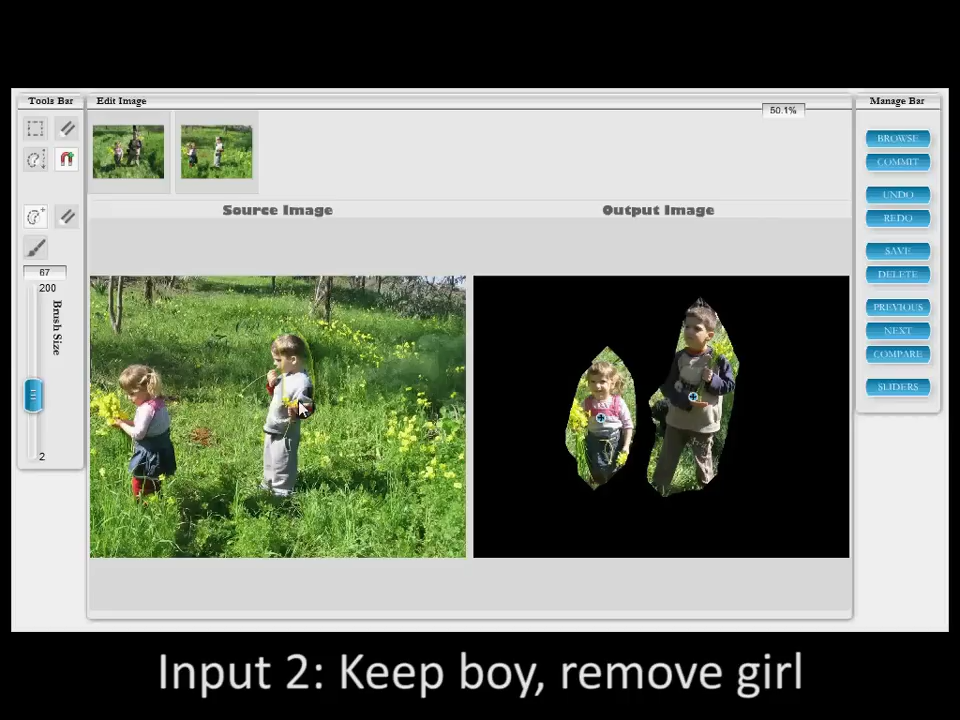 Tools Bar
Edit Image
Manage Bar
50.1%
BROWSE
COMMIT
UNDO
REDO
SAVE
DELETE
PREVIOUS
NEXT
COMPARE
SLIDERS
Source Image
Output Image
67
200
Brush Size
2
Input 2: Keep boy, remove girl